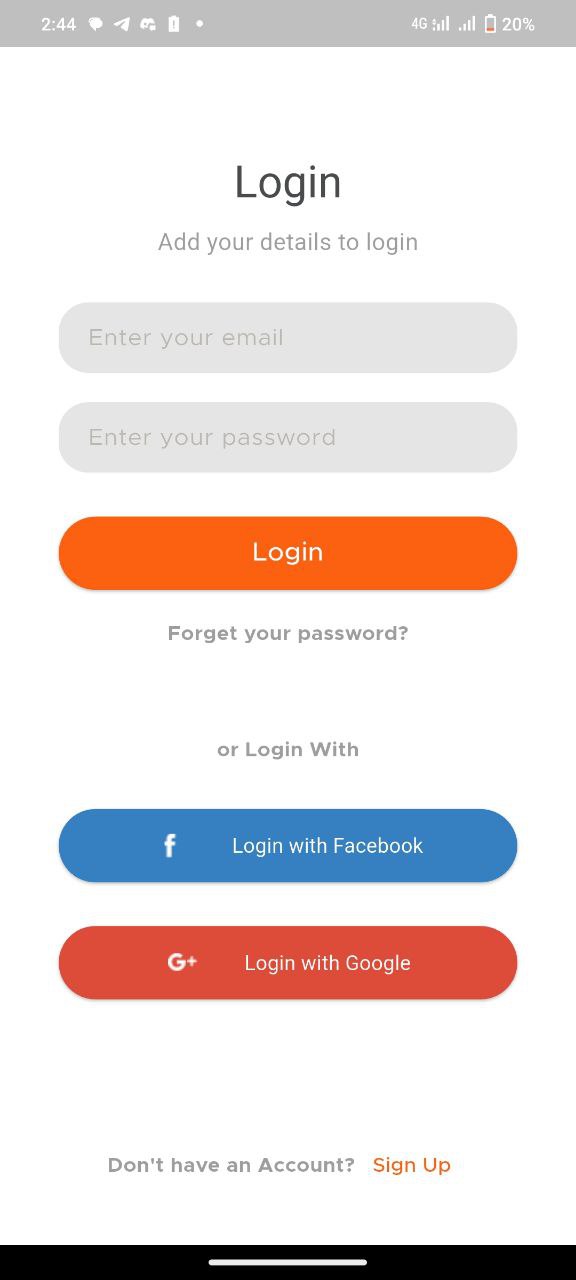 2:44 4G 20%
Login
Add your details to login
Enter your email
Enter your password
Login
Forget your password?
or Login With
f Login with Facebook
G+ Login with Google
Don't have an Account? Sign Up